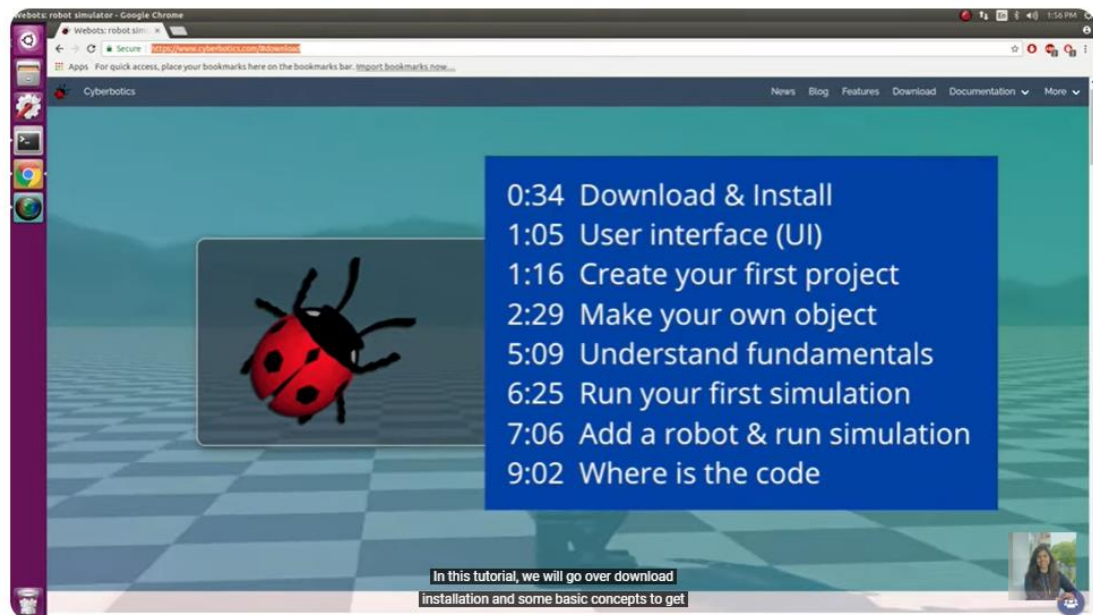 Webots: robot simulator - Google Chrome
En
1:56 PM
Webots: robot sim
Secure
https://www.cyberbotics.com/#download
Apps
For quick access, place your bookmarks here on the bookmarks bar. Import bookmarks now...
Cyberbotics
News
Blog
Features
Download
Documentation
More
0:34 Download & Install
1:05 User interface (UI)
1:16 Create your first project
2:29 Make your own object
5:09 Understand fundamentals
6:25 Run your first simulation
7:06 Add a robot & run simulation
9:02 Where is the code
In this tutorial, we will go over download
installation and some basic concepts to get